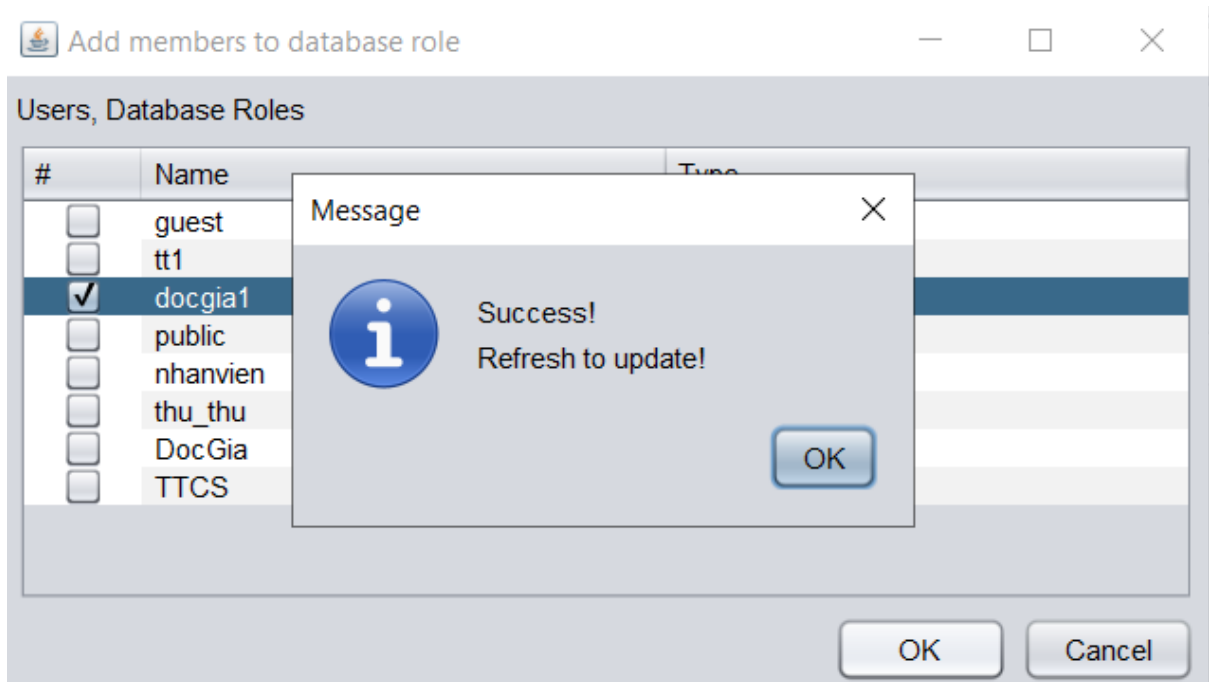 Add members to database role
Users, Database Roles
# Name Type
guest
tt1
docgia1
public
nhanvien
thu_thu
DocGia
TTCS
Message
Success!
Refresh to update!
OK
OK Cancel